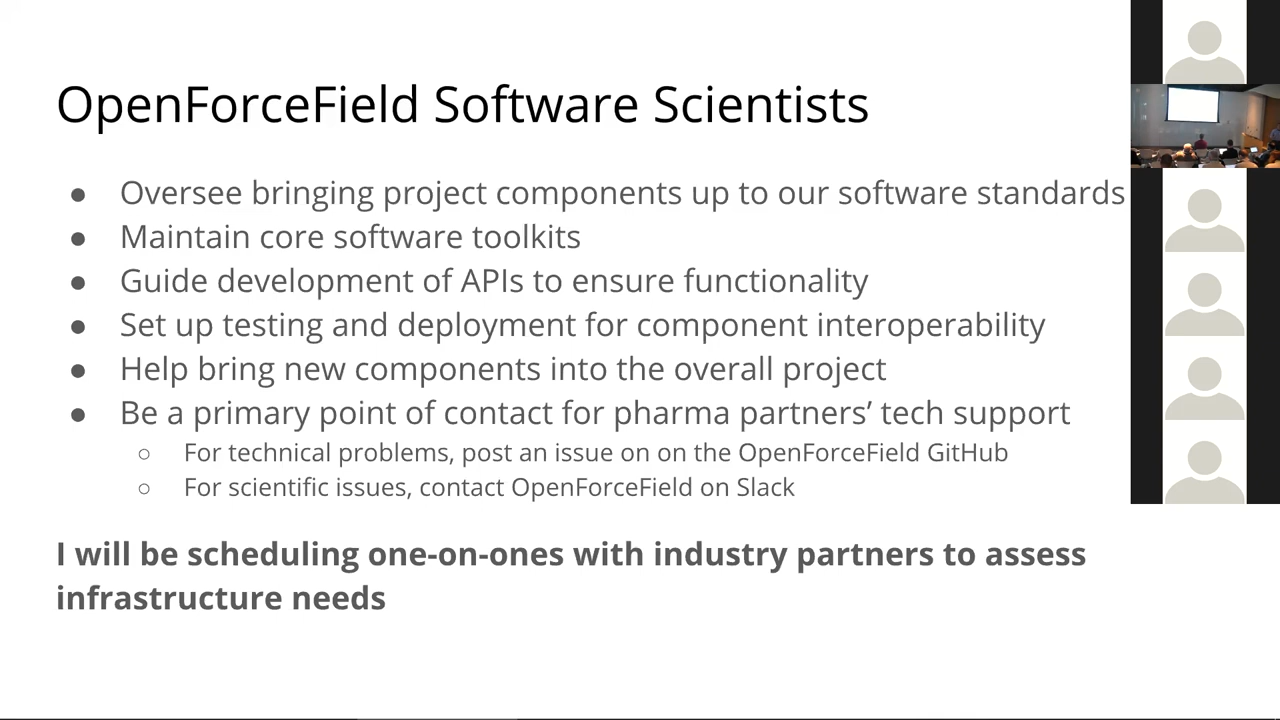 OpenForceField Software Scientists
● Oversee bringing project components up to our software standards
● Maintain core software toolkits
● Guide development of APIs to ensure functionality
● Set up testing and deployment for component interoperability
● Help bring new components into the overall project
● Be a primary point of contact for pharma partners’ tech support
○ For technical problems, post an issue on on the OpenForceField GitHub
○ For scientific issues, contact OpenForceField on Slack
I will be scheduling one-on-ones with industry partners to assess
infrastructure needs